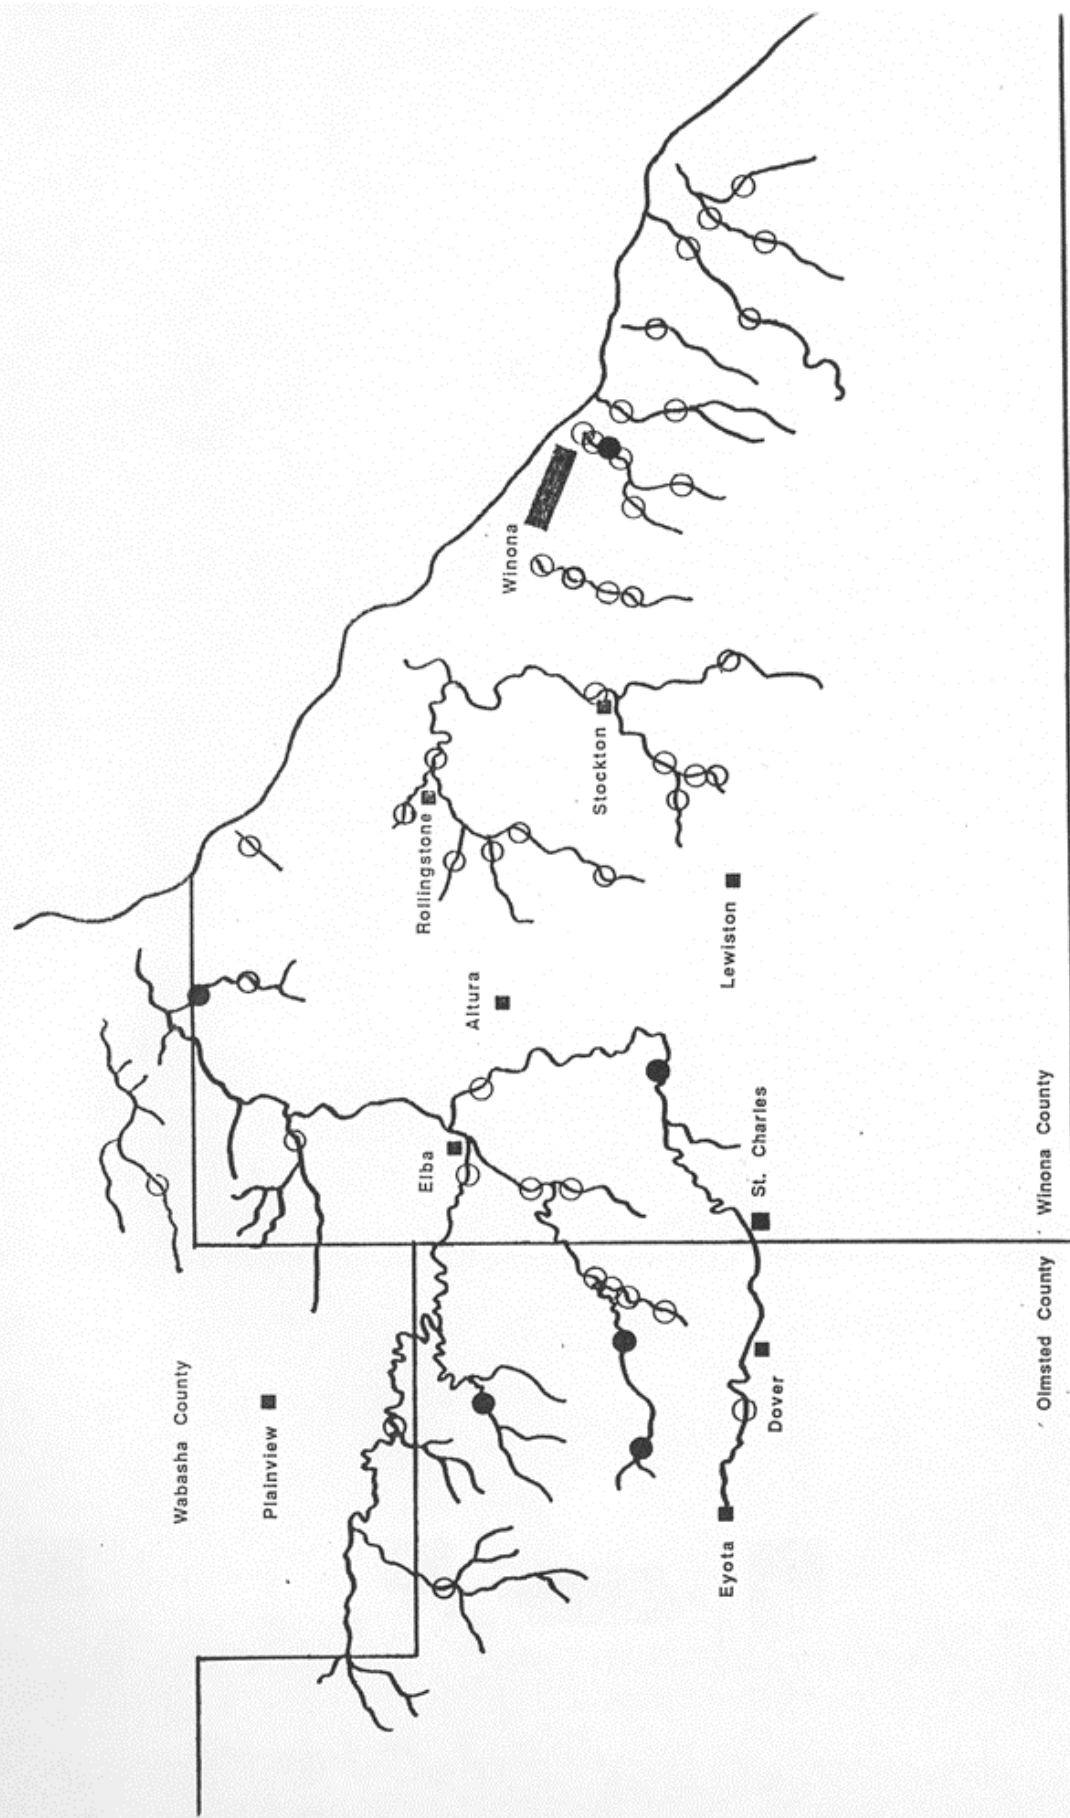 Wabasha County
Plainview
Elba
Altura
Rollingstone
Winona
Stockton
Lewiston
St. Charles
Dover
Eyota
Olmsted County
Winona County